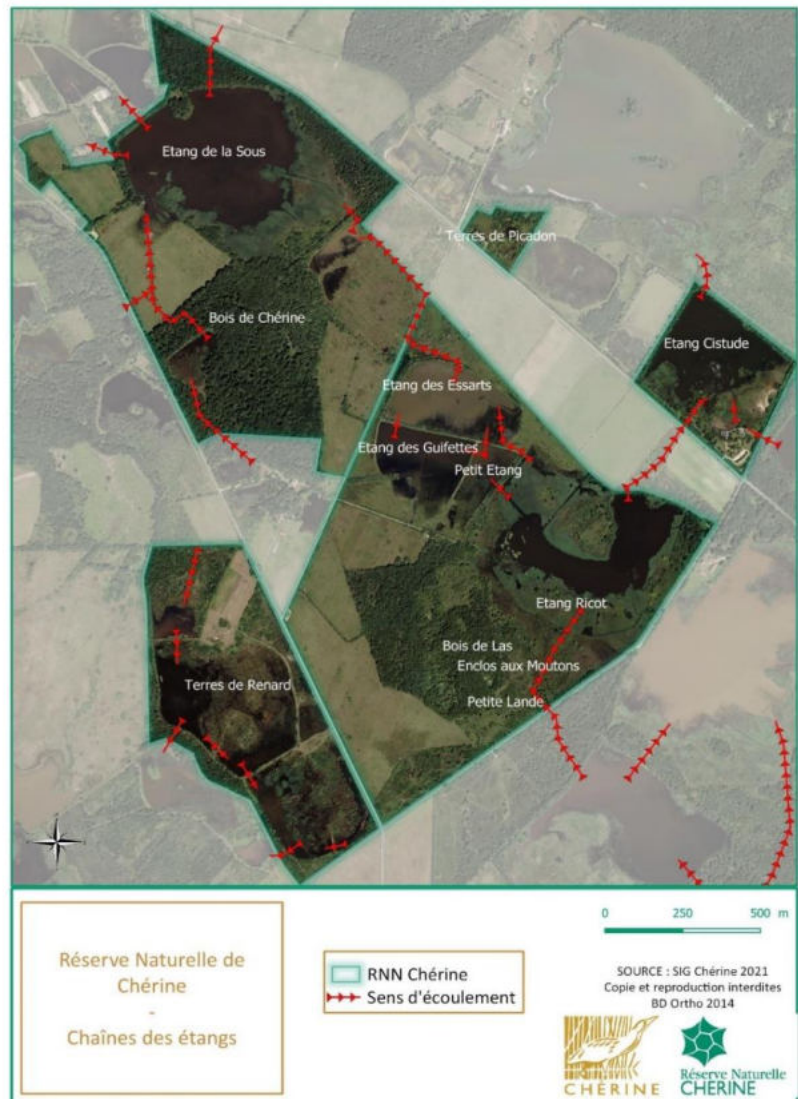 Etang de la Sous
Terres de Picadon
Bois de Chérine
Etang Cistude
Etang des Essarts
Etang des Guifettes
Petit Etang
Etang Ricot
Bois de Las
Enclos aux Moutons
Terres de Renard
Petite Lande
Réserve Naturelle de
Chérine
-
Chaînes des étangs
RNN Chérine
Sens d'écoulement
0 250 500 m
SOURCE : SIG Chérine 2021
Copie et reproduction interdites
BD Ortho 2014
CHÉRINE
Réserve Naturelle
CHERINE